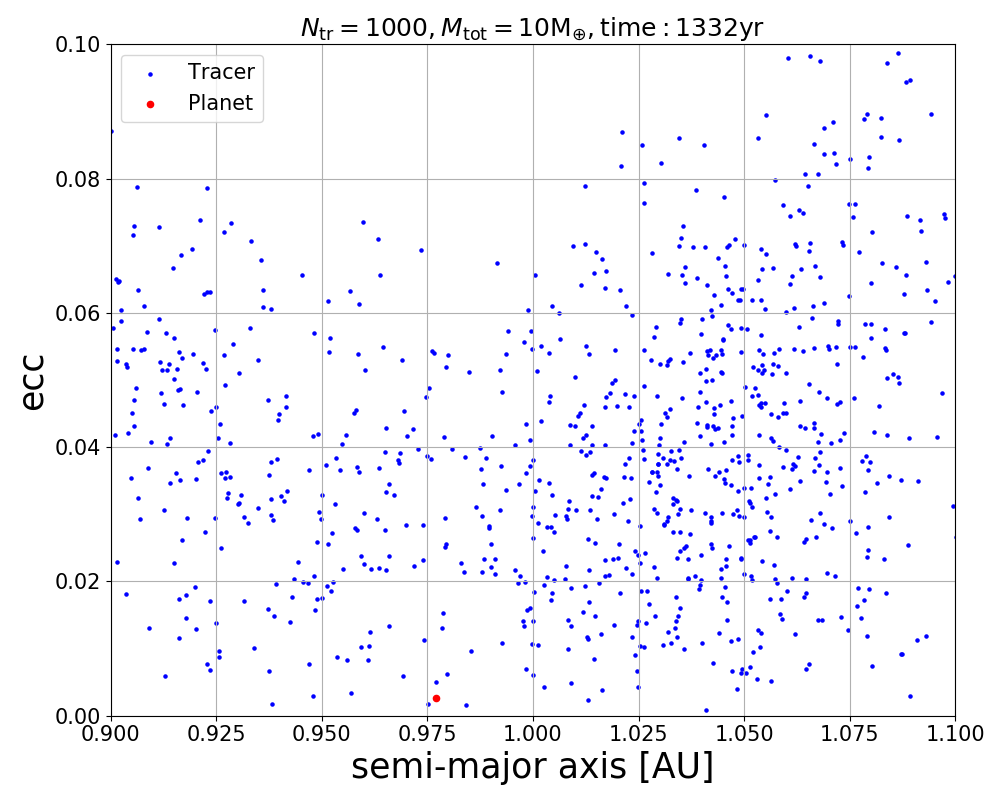 N_tr = 1000, M_tot = 10M_⊕, time : 1332yr
Tracer
Planet
0.10
0.08
0.06
0.04
0.02
0.00
ecc
0.900 0.925 0.950 0.975 1.000 1.025 1.050 1.075 1.100
semi-major axis [AU]